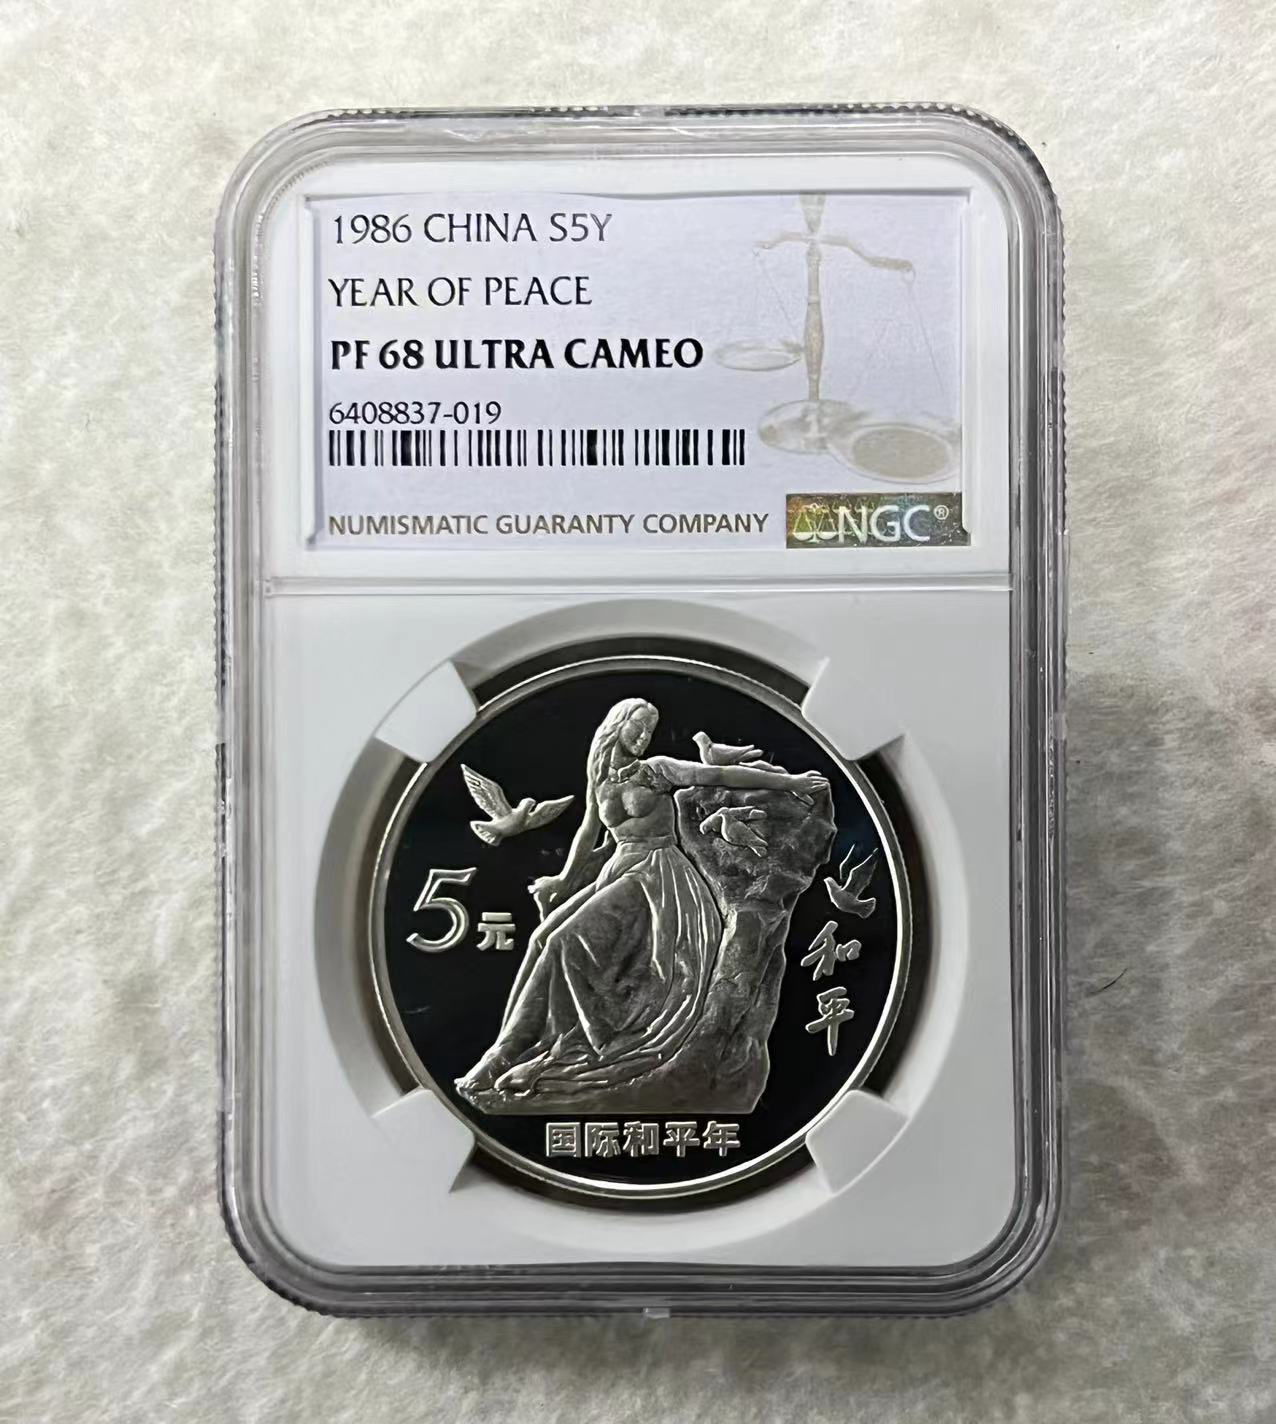 1986 CHINA S5Y
YEAR OF PEACE
PF 68 ULTRA CAMEO
6408837-019
NUMISMATIC GUARANTY COMPANY
NGC®
5元
和平
国际和平年